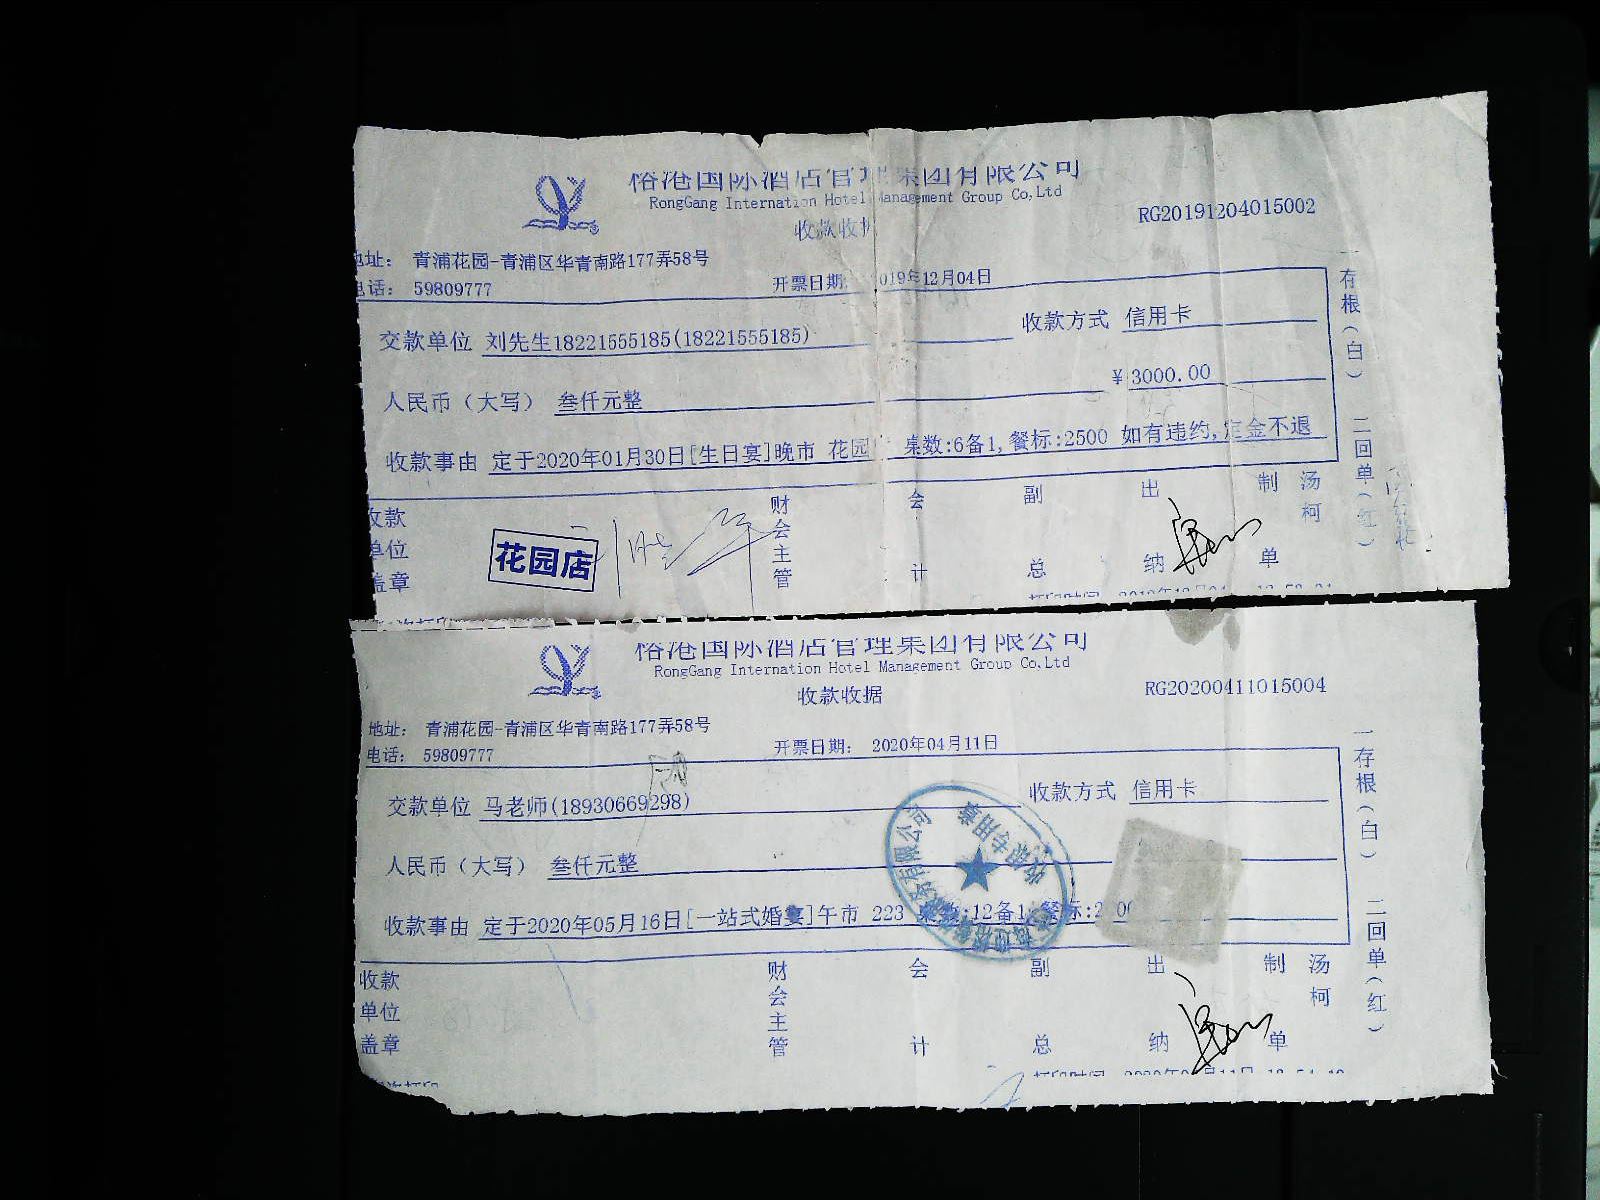 裕港国际酒店管理集团有限公司
RongGang Internation Hotel Management Group Co,Ltd
收款收据
RG20191204015002
地址: 青浦花园-青浦区华青南路177弄58号
电话: 59809777
开票日期: 2019年12月04日
交款单位 刘先生18221555185(18221555185)
收款方式 信用卡
人民币（大写） 叁仟元整
¥ 3000.00
收款事由 定于2020年01月30日[生日宴]晚市 花园 桌数:6备1,餐标:2500 如有违约,定金不退
收款单位盖章
花园店
财会主管
会计
副总
出纳
制单
汤柯
一存根(白) 二回单(红)
裕港国际酒店管理集团有限公司
RongGang Internation Hotel Management Group Co,Ltd
收款收据
RG20200411015004
地址: 青浦花园-青浦区华青南路177弄58号
电话: 59809777
开票日期: 2020年04月11日
交款单位 马老师(18930669298)
收款方式 信用卡
人民币（大写） 叁仟元整
收款事由 定于2020年05月16日[一站式婚宴]午市 223 :12备1,餐标:2
收款单位盖章
财会主管
会计
副总
出纳
制单
汤柯
一存根(白) 二回单(红)